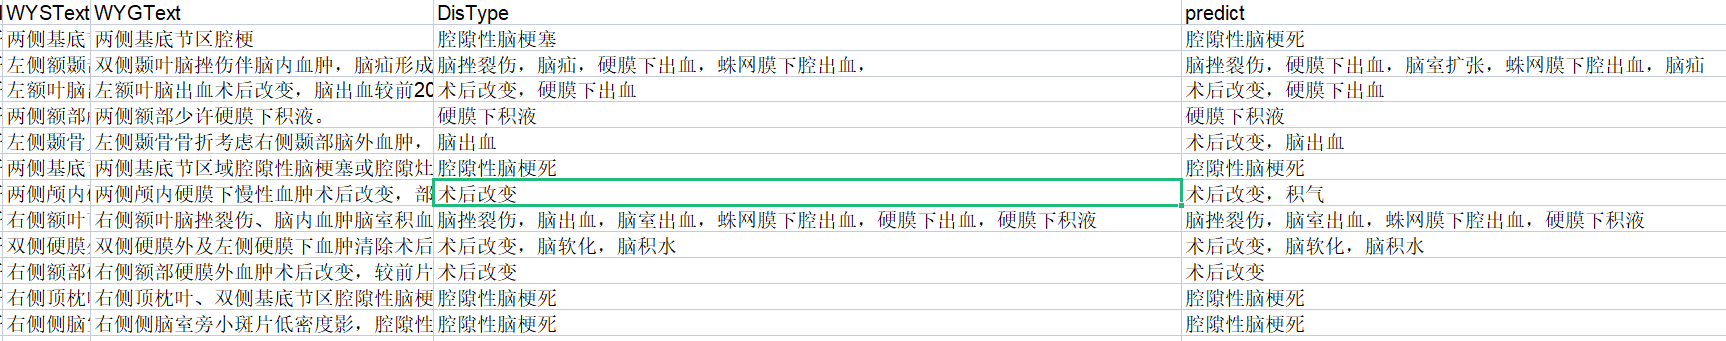 WYSText WYGText DisType predict
两侧基底 两侧基底节区腔梗 腔隙性脑梗塞 腔隙性脑梗死
左侧额颞 双侧颞叶脑挫伤伴脑内血肿，脑疝形成 脑挫裂伤，脑疝，硬膜下出血，蛛网膜下腔出血， 脑挫裂伤，硬膜下出血，脑室扩张，蛛网膜下腔出血，脑疝
左额叶脑 左额叶脑出血术后改变，脑出血较前20 术后改变，硬膜下出血 术后改变，硬膜下出血
两侧额部 两侧额部少许硬膜下积液。 硬膜下积液 硬膜下积液
左侧颞骨 左侧颞骨骨折考虑右侧颞部脑外血肿， 脑出血 术后改变，脑出血
两侧基底 两侧基底节区域腔隙性脑梗塞或腔隙灶 腔隙性脑梗死 腔隙性脑梗死
两侧颅内 两侧颅内硬膜下慢性血肿术后改变，部 术后改变 术后改变，积气
右侧额叶 右侧额叶脑挫裂伤、脑内血肿脑室积血 脑挫裂伤，脑出血，脑室出血，蛛网膜下腔出血，硬膜下出血，硬膜下积液 脑挫裂伤，脑室出血，蛛网膜下腔出血，硬膜下积液
双侧硬膜 双侧硬膜外及左侧硬膜下血肿清除术后 术后改变，脑软化，脑积水 术后改变，脑软化，脑积水
右侧额部 右侧额部硬膜外血肿术后改变，较前片 术后改变 术后改变
右侧顶枕 右侧顶枕叶、双侧基底节区腔隙性脑梗 腔隙性脑梗死 腔隙性脑梗死
右侧侧脑 右侧侧脑室旁小斑片低密度影，腔隙性 腔隙性脑梗死 腔隙性脑梗死